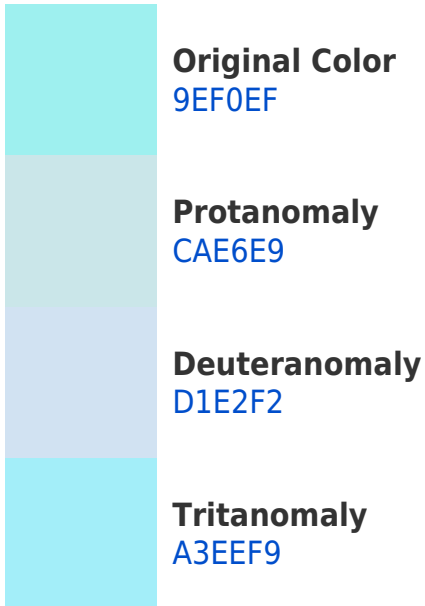 Original Color
9EF0EF
Protanomaly
CAE6E9
Deuteranomaly
D1E2F2
Tritanomaly
A3EEF9